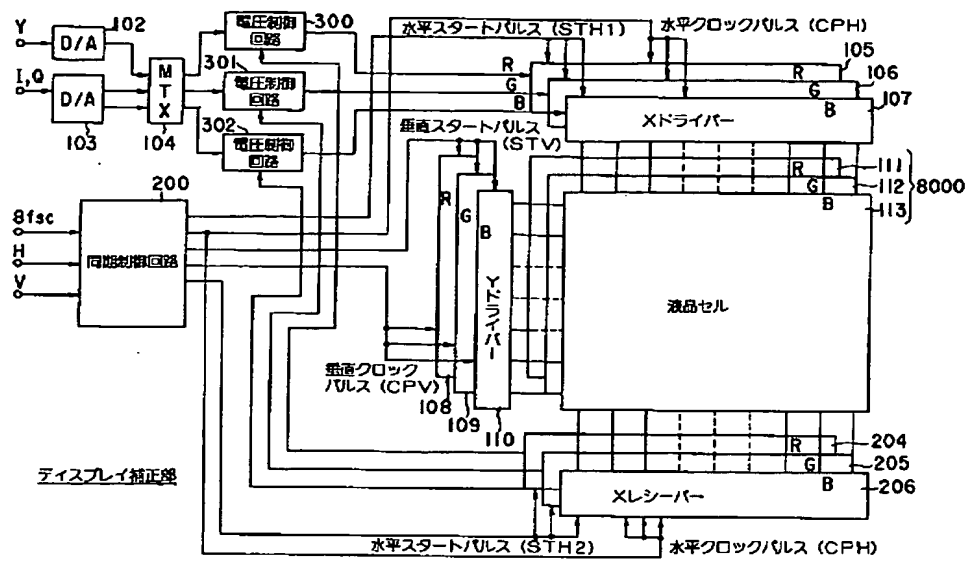 Y
D/A
102
I,Q
D/A
103
M
T
X
104
電圧制御
回路
300
301
電圧制御
回路
302
電圧制御
回路
水平スタートパルス(STH1)
水平クロックパルス(CPH)
R
G
B
R
G
B
105
106
107
Xドライバー
垂直スタートパルス
(STV)
200
8fsc
H
V
同期制御回路
R
G
B
Yドライバー
R
G
B
111
112
113
8000
液晶セル
垂直クロック
パルス(CPV)
108
109
110
ディスプレイ補正部
R
G
B
204
205
206
Xレシーバー
水平スタートパルス(STH2)
水平クロックパルス(CPH)